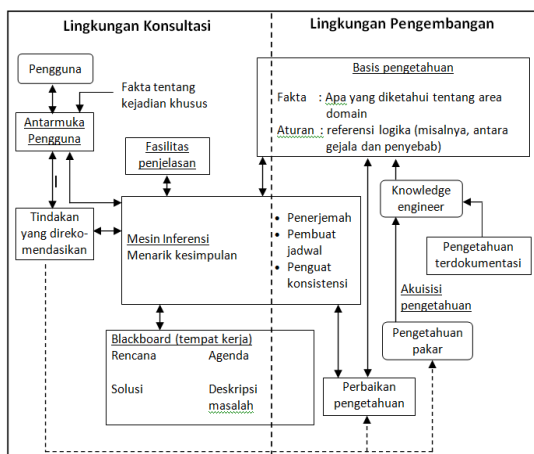 Lingkungan Konsultasi
Lingkungan Pengembangan
Pengguna
Fakta tentang
kejadian khusus
Antarmuka
Pengguna
Fasilitas
penjelasan
Tindakan
yang direko-
mendasikan
Mesin Inferensi
Menarik kesimpulan
• Penerjemah
• Pembuat
jadwal
• Penguat
konsistensi
Blackboard (tempat kerja)
Rencana Agenda
Solusi Deskripsi
masalah
Basis pengetahuan
Fakta : Apa yang diketahui tentang area
domain
Aturan : referensi logika (misalnya, antara
gejala dan penyebab)
Knowledge
engineer
Pengetahuan
terdokumentasi
Akuisisi
pengetahuan
Pengetahuan
pakar
Perbaikan
pengetahuan